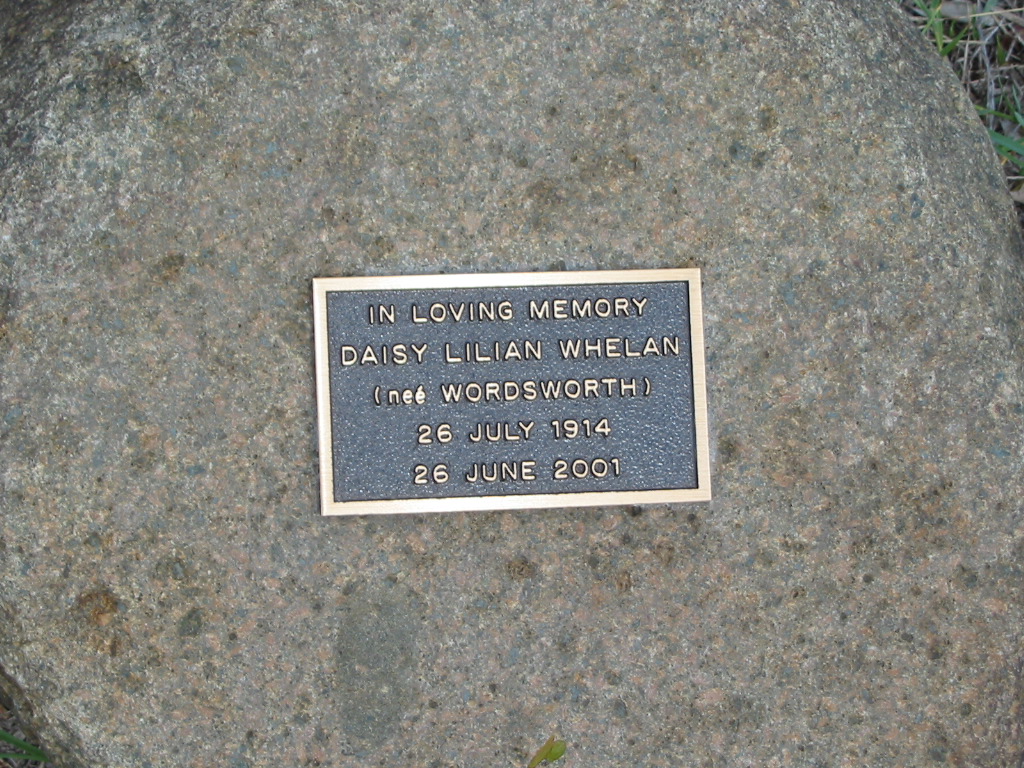 IN LOVING MEMORY
DAISY LILIAN WHELAN
(neé WORDSWORTH)
26 JULY 1914
26 JUNE 2001